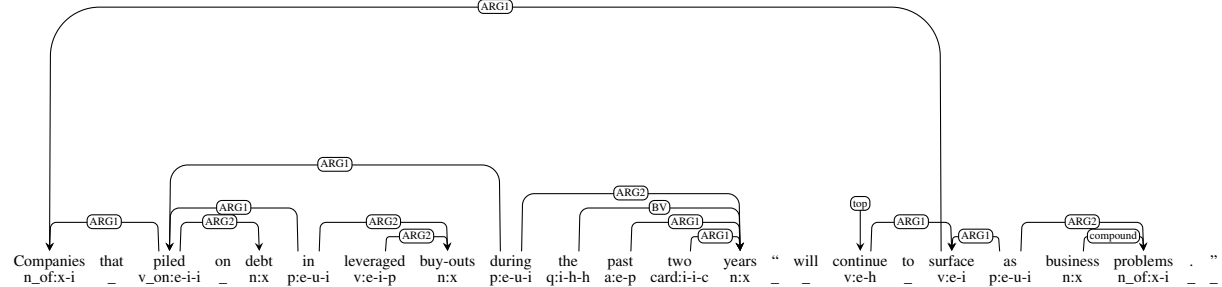 ARG1
ARG1
ARG2
BV
top
ARG1 ARG1 ARG2 ARG2 ARG1 ARG1 ARG2
ARG2 ARG1 ARG1 compound
Companies that piled on debt in leveraged buy-outs during the past two years “ will continue to surface as business problems . ”
n_of:x-i _ v_on:e-i-i _ n:x p:e-u-i v:e-i-p n:x p:e-u-i q:i-h-h a:e-p card:i-i-c n:x _ _ v:e-h _ v:e-i p:e-u-i n:x n_of:x-i _ _